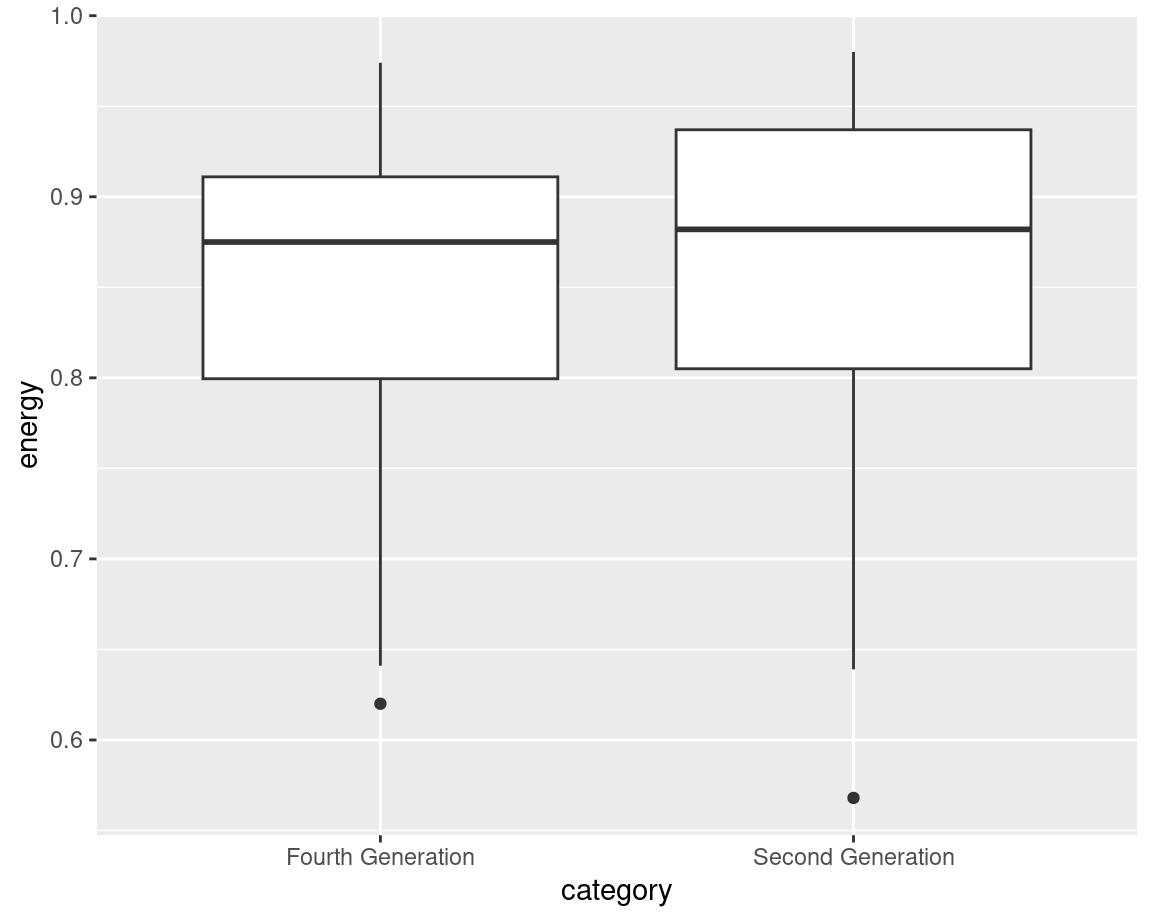 1.0
0.9
0.8
0.7
0.6
energy
Fourth Generation
Second Generation
category